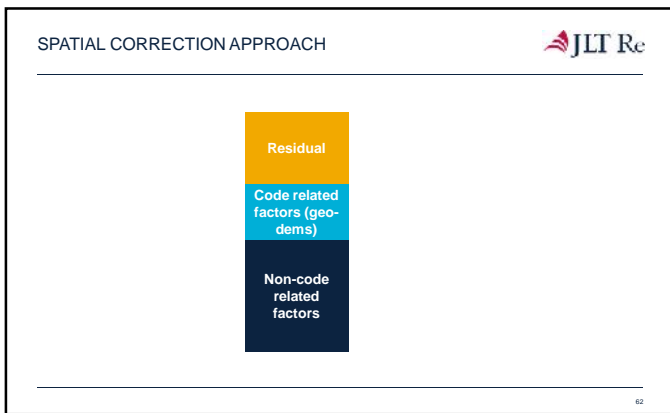 SPATIAL CORRECTION APPROACH
JLT Re
Residual
Code related
factors (geo-
dems)
Non-code
related
factors
62